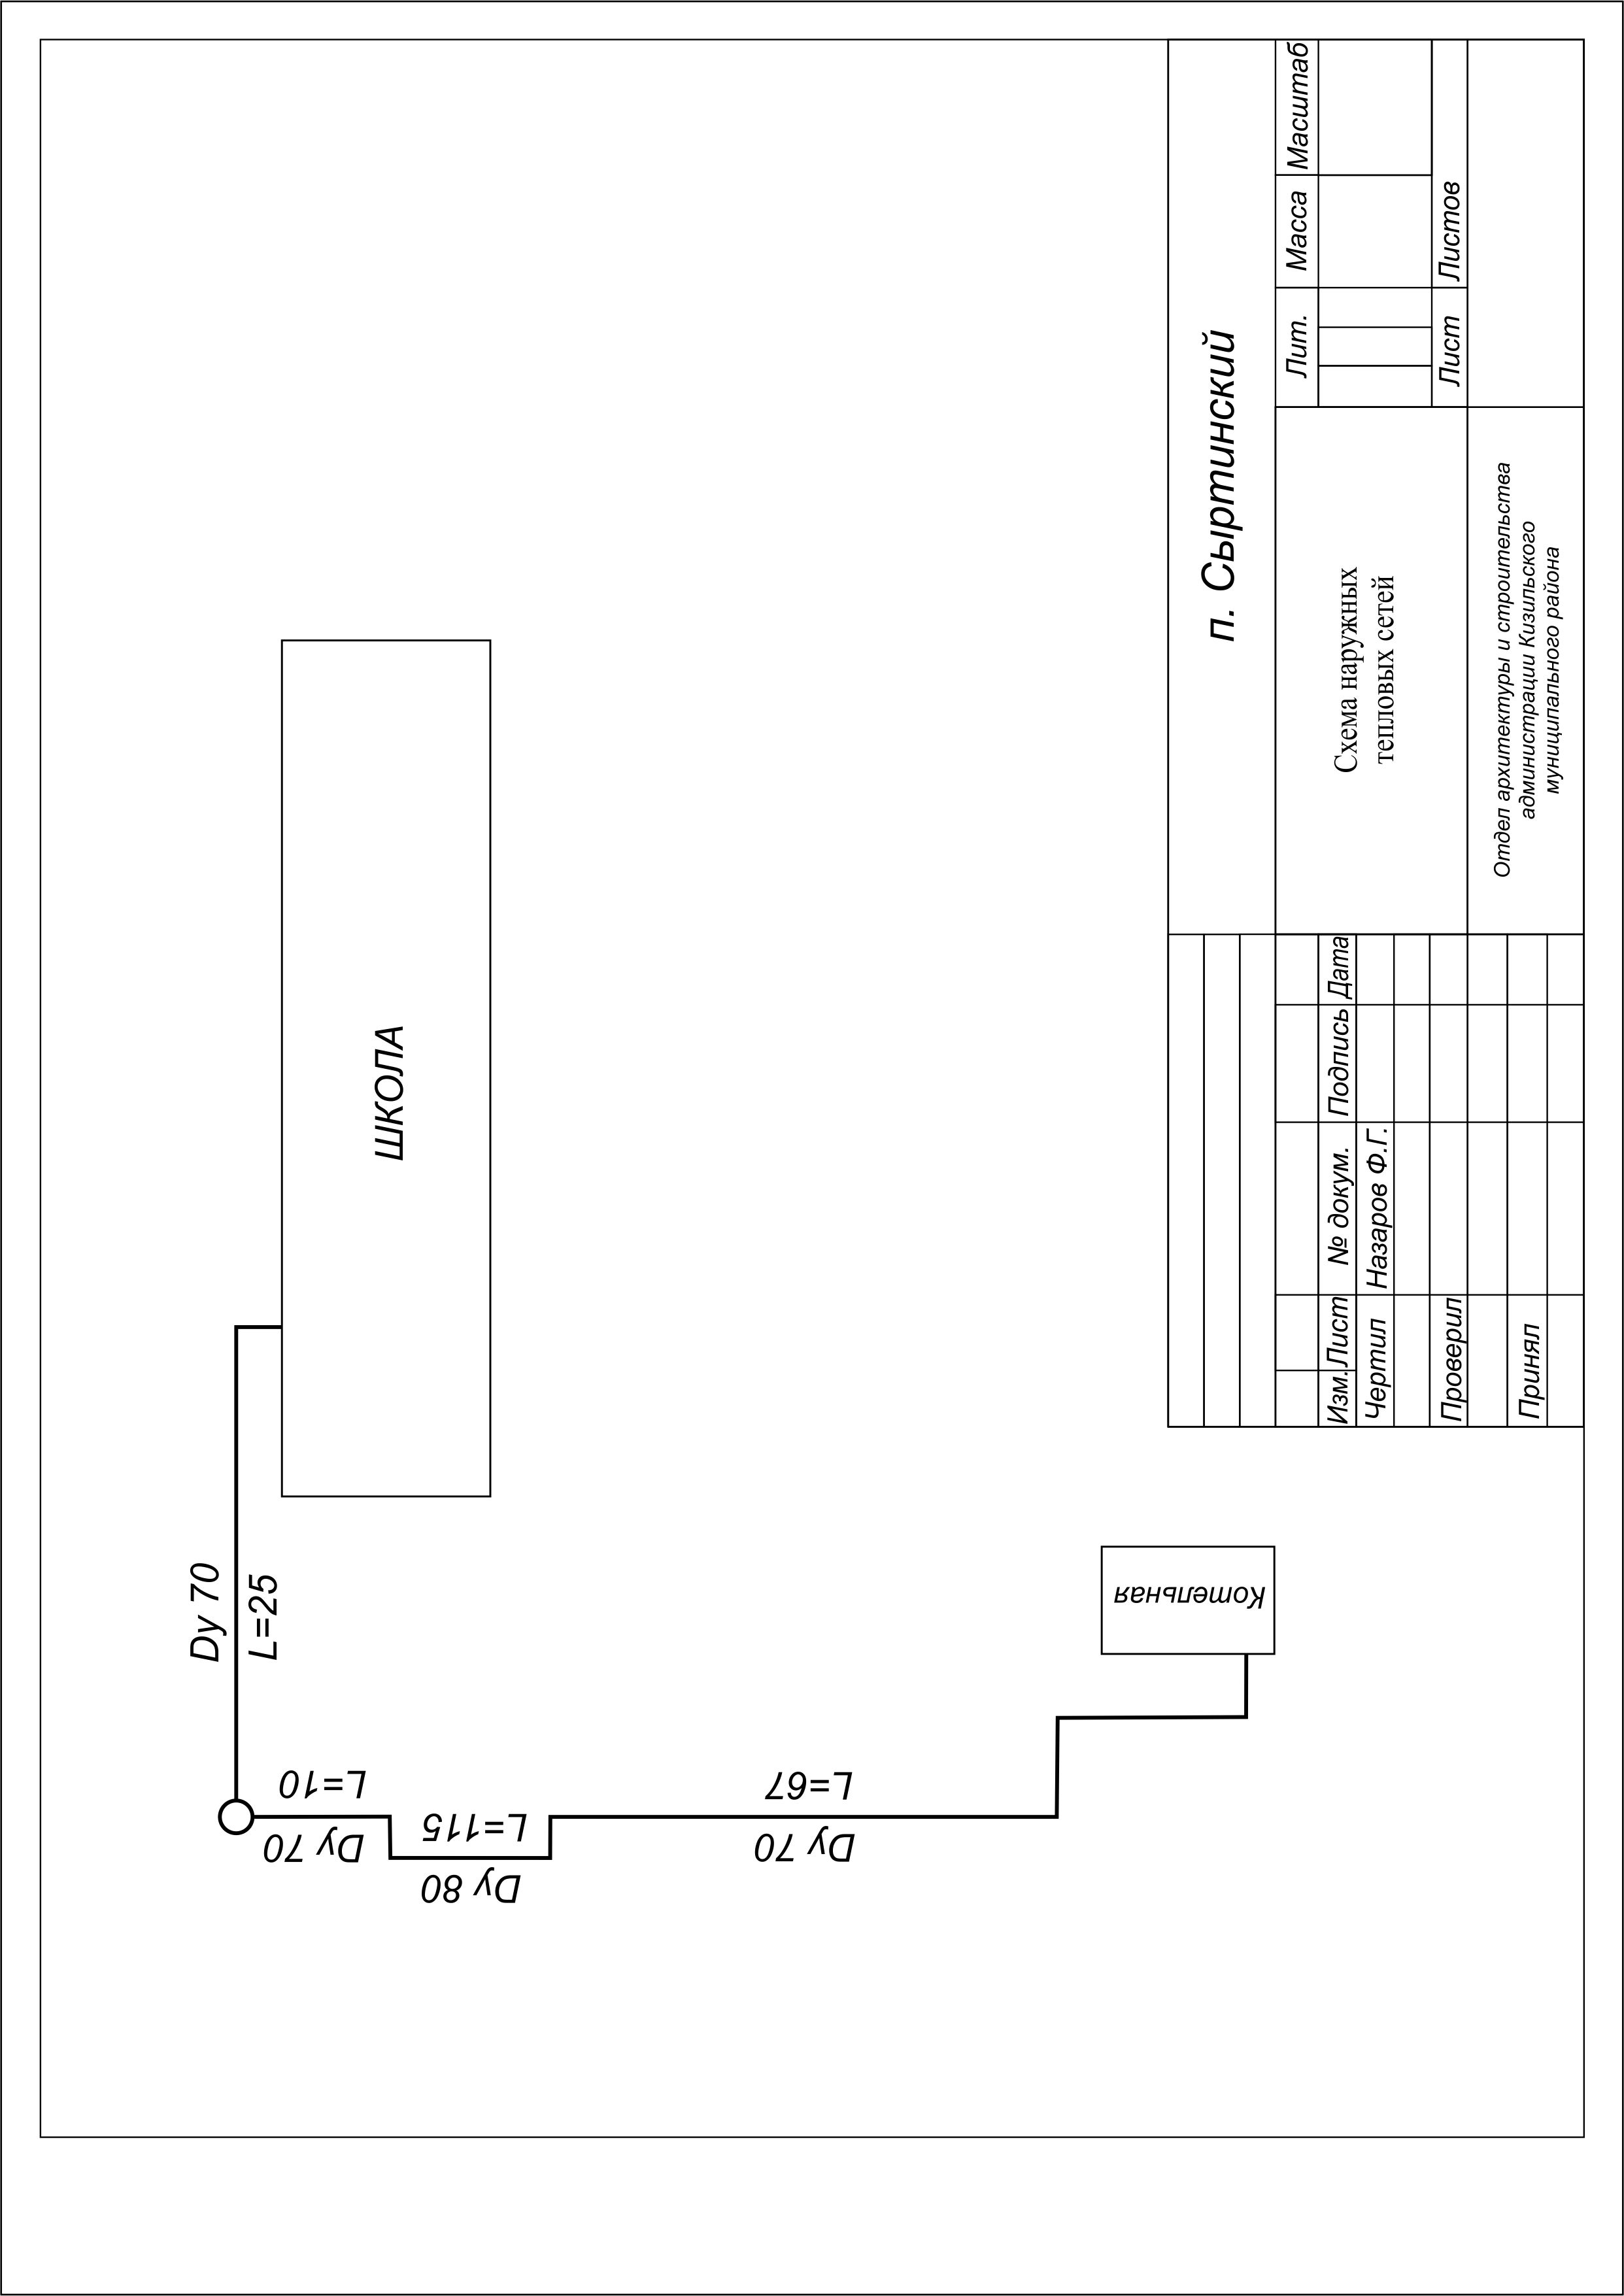 Dy 70
L=25
L=10
Dy 70
L=115
Dy 80
L=67
Dy 70
ШКОЛА
Котельная
п. Сыртинский
Схема наружных
тепловых сетей
Лит. Масса Масштаб
Лист Листов
Изм. Лист № докум. Подпись Дата
Чертил Назаров Ф.Г.
Проверил
Принял
Отдел архитектуры и строительства
администрации Кизильского
муниципального района